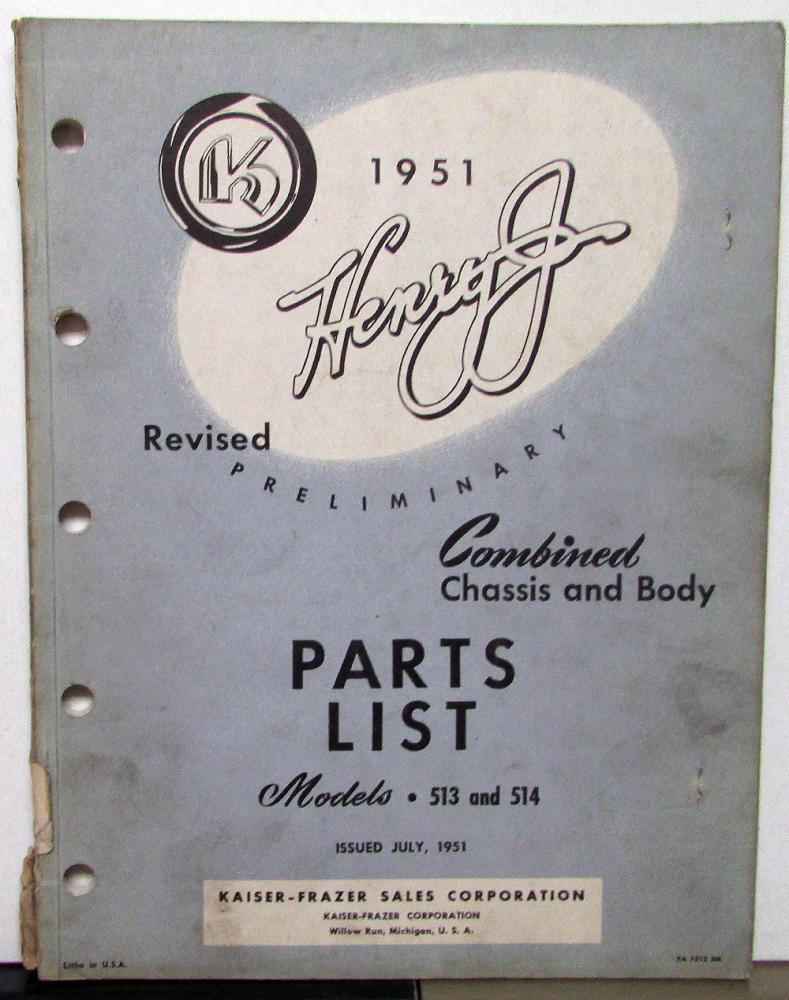 K
1951
Henry J
Revised
PRELIMINARY
Combined
Chassis and Body
PARTS
LIST
Models • 513 and 514
ISSUED JULY, 1951
KAISER-FRAZER SALES CORPORATION
KAISER-FRAZER CORPORATION
Willow Run, Michigan, U. S. A.
Litho in U.S.A.